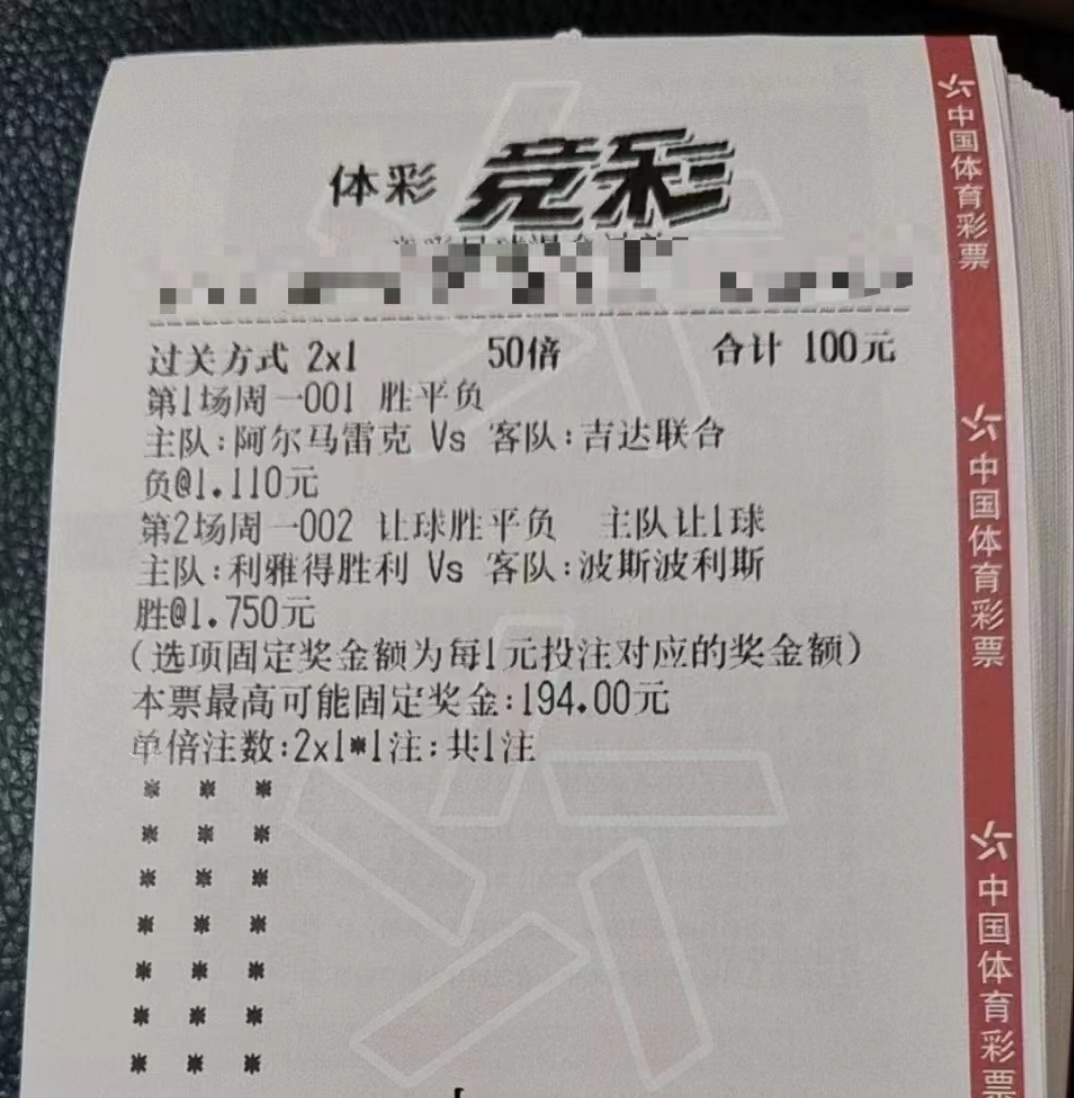 体彩 竞彩
过关方式 2x1 50倍 合计 100元
第1场周一001 胜平负
主队:阿尔马雷克 Vs 客队:吉达联合
负@1.110元
第2场周一002 让球胜平负 主队让1球
主队:利雅得胜利 Vs 客队:波斯波利斯
胜@1.750元
(选项固定奖金额为每1元投注对应的奖金额)
本票最高可能固定奖金:194.00元
单倍注数:2x1*1注:共1注
* * *
* * *
* * *
* * *
* * *
* * *
* * *
中国体育彩票
中国体育彩票
中国体育彩票